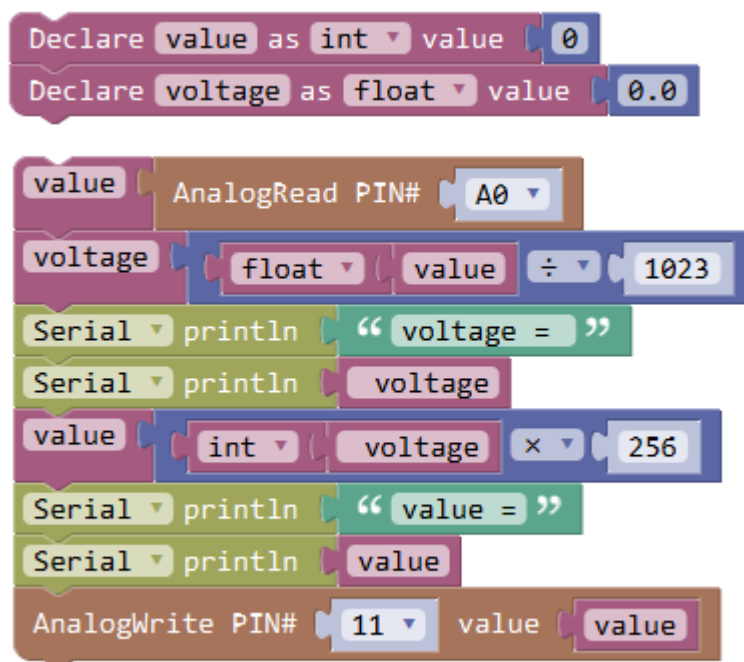 Declare value as int value 0
Declare voltage as float value 0.0
value AnalogRead PIN# A0
voltage float value ÷ 1023
Serial println “ voltage = ”
Serial println voltage
value int voltage × 256
Serial println “ value = ”
Serial println value
AnalogWrite PIN# 11 value value